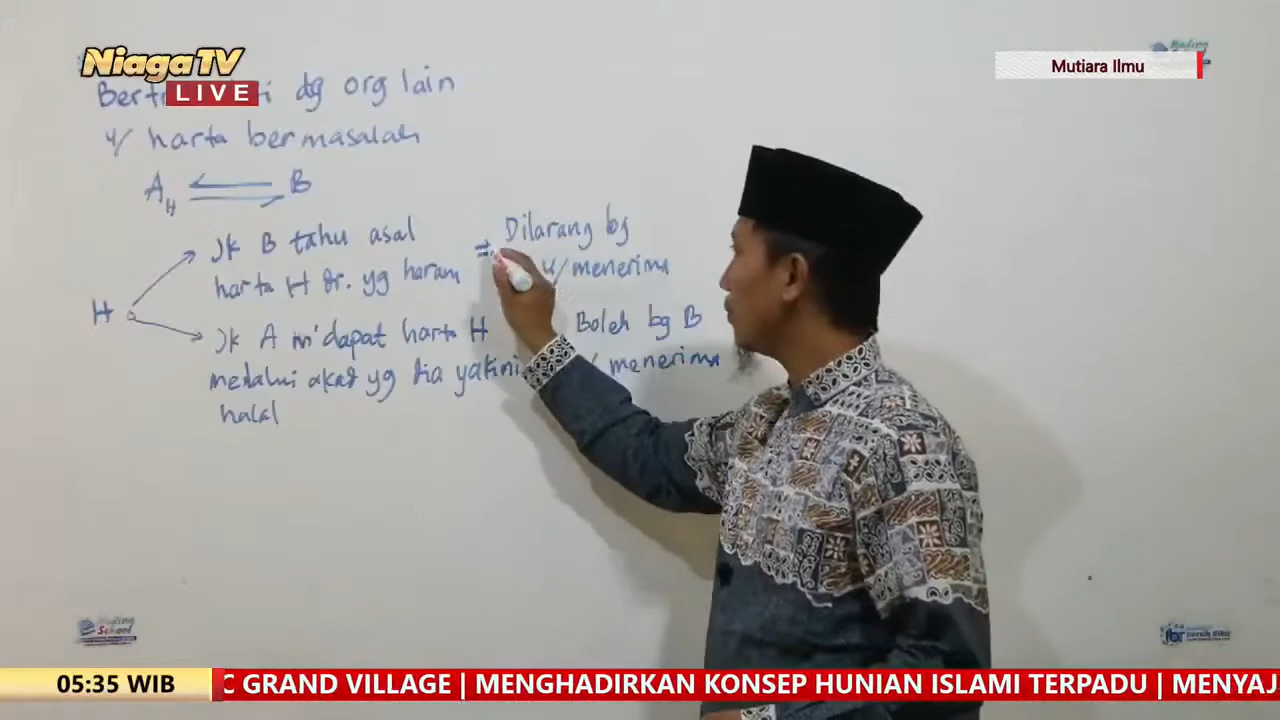 NiagaTV
LIVE
Mutiara Ilmu
dg org lain
u/ harta bermasalah
A H B
Jk B tahu asal
harta H dr. yg haram
Dilarang bg
u/ menerima
H
Jk A m'dapat harta H
melalui akad yg dia yakini
halal
Boleh bg B
/ menerima
School
05:35 WIB
C GRAND VILLAGE | MENGHADIRKAN KONSEP HUNIAN ISLAMI TERPADU | MENYAJ